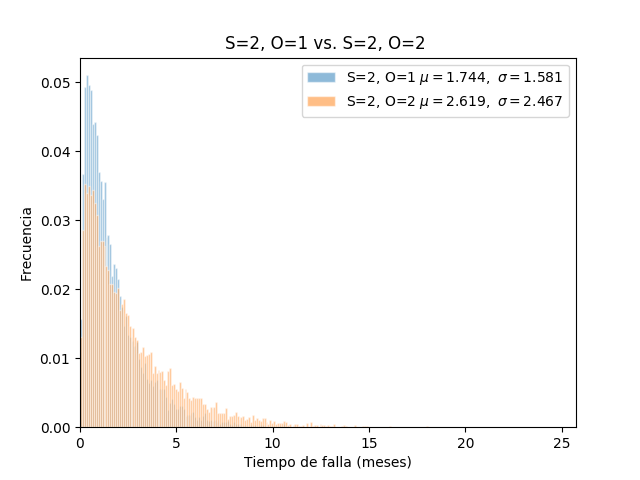 S=2, O=1 vs. S=2, O=2
S=2, O=1 μ = 1.744, σ = 1.581
S=2, O=2 μ = 2.619, σ = 2.467
Frecuencia
0.05
0.04
0.03
0.02
0.01
0.00
0 5 10 15 20 25
Tiempo de falla (meses)